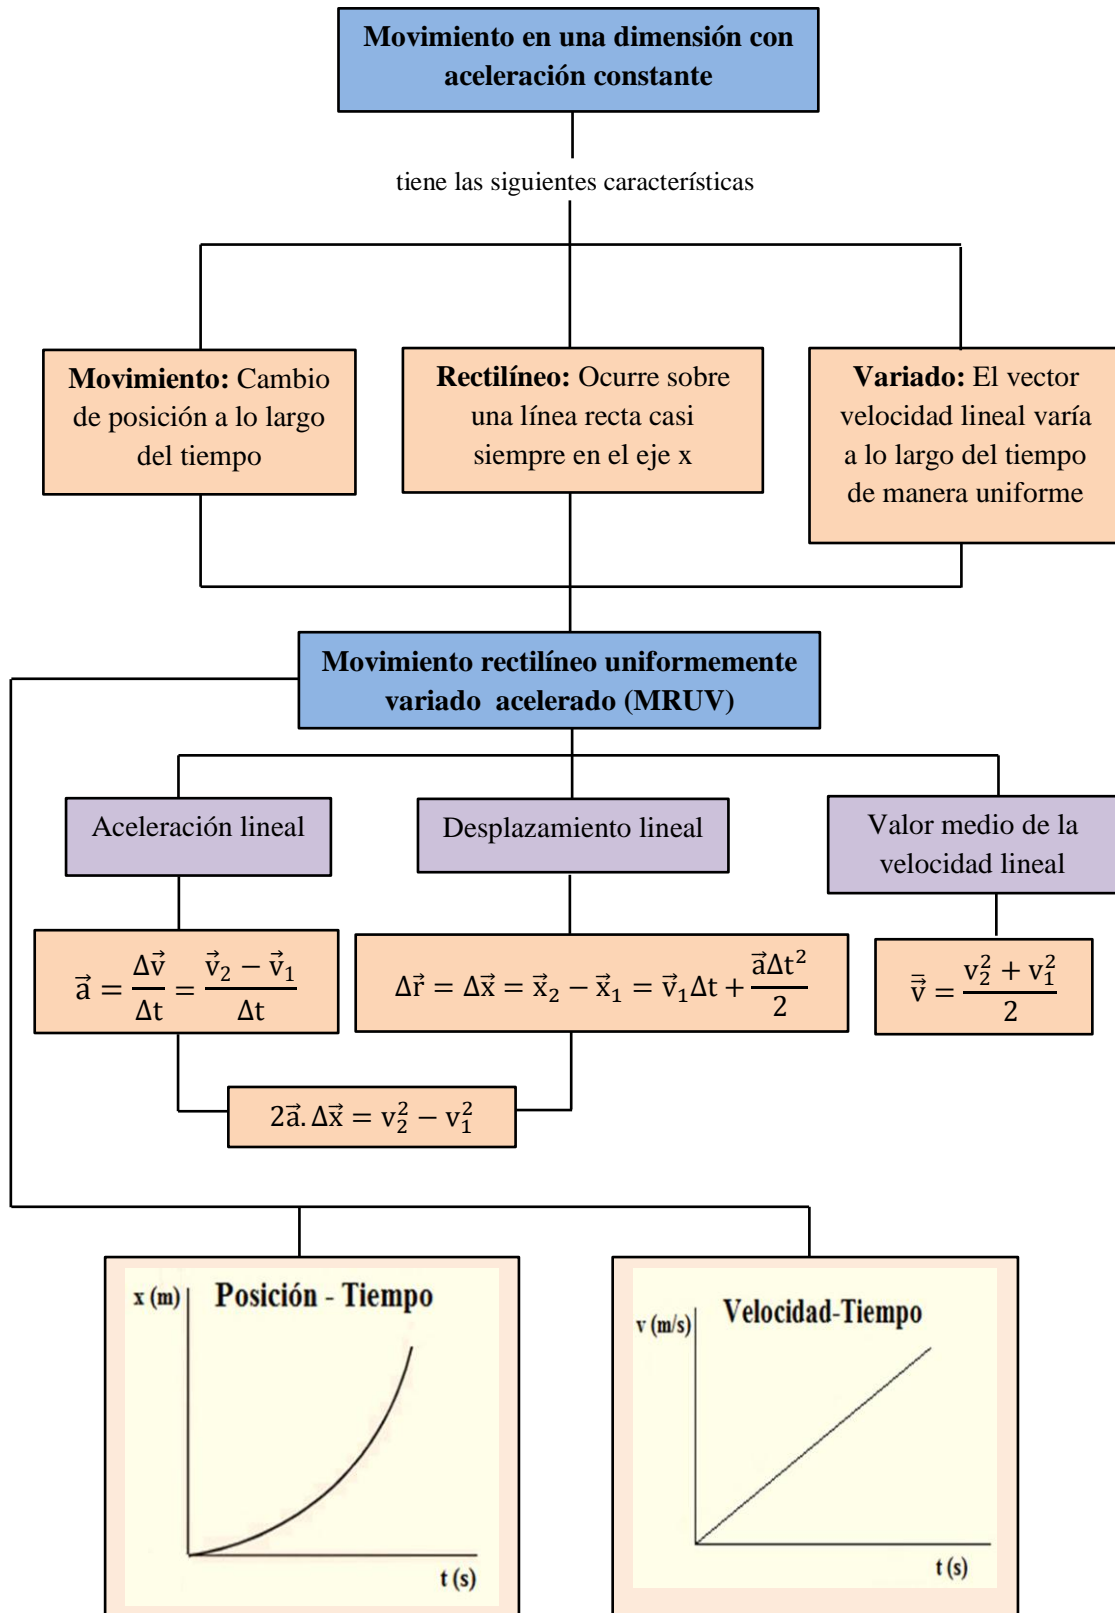 Movimiento en una dimensión con
aceleración constante
tiene las siguientes características
Movimiento: Cambio
de posición a lo largo
del tiempo
Rectilíneo: Ocurre sobre
una línea recta casi
siempre en el eje x
Variado: El vector
velocidad lineal varía
a lo largo del tiempo
de manera uniforme
Movimiento rectilíneo uniformemente
variado acelerado (MRUV)
Aceleración lineal
Desplazamiento lineal
Valor medio de la
velocidad lineal
a⃗ = Δv⃗/Δt = (v⃗₂ − v⃗₁)/Δt
Δr⃗ = Δx⃗ = x⃗₂ − x⃗₁ = v⃗₁Δt + a⃗Δt²/2
v̄⃗ = (v₂² + v₁²)/2
2a⃗. Δx⃗ = v₂² − v₁²
Posición - Tiempo
x (m)
t (s)
Velocidad-Tiempo
v (m/s)
t (s)